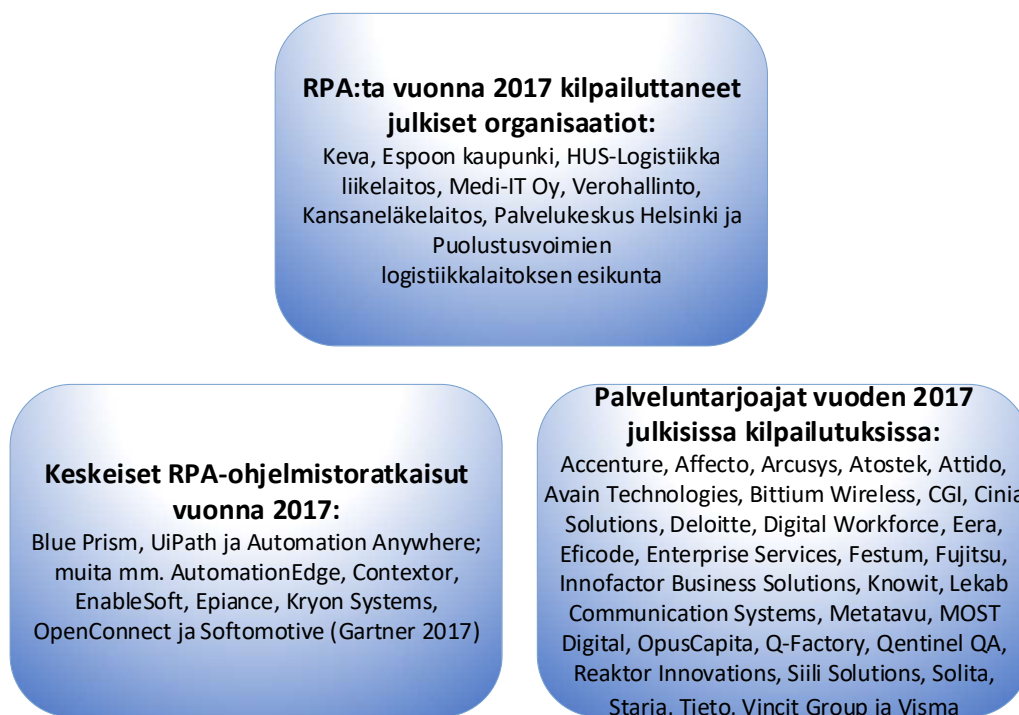 RPA:ta vuonna 2017 kilpailuttaneet
julkiset organisaatiot:
Keva, Espoon kaupunki, HUS-Logistiikka
liikelaitos, Medi-IT Oy, Verohallinto,
Kansaneläkelaitos, Palvelukeskus Helsinki ja
Puolustusvoimien
logistiikkalaitoksen esikunta
Keskeiset RPA-ohjelmistoratkaisut
vuonna 2017:
Blue Prism, UiPath ja Automation Anywhere;
muita mm. AutomationEdge, Contextor,
EnableSoft, Epiance, Kryon Systems,
OpenConnect ja Softomotive (Gartner 2017)
Palveluntarjoajat vuoden 2017
julkisissa kilpailutuksissa:
Accenture, Affecto, Arcusys, Atostek, Attido,
Avain Technologies, Bittium Wireless, CGI, Cinia
Solutions, Deloitte, Digital Workforce, Eera,
Eficode, Enterprise Services, Festum, Fujitsu,
Innofactor Business Solutions, Knowit, Lekab
Communication Systems, Metatavu, MOST
Digital, OpusCapita, Q-Factory, Qentinel QA,
Reaktor Innovations, Siili Solutions, Solita,
Staria, Tieto, Vincit Group ja Visma